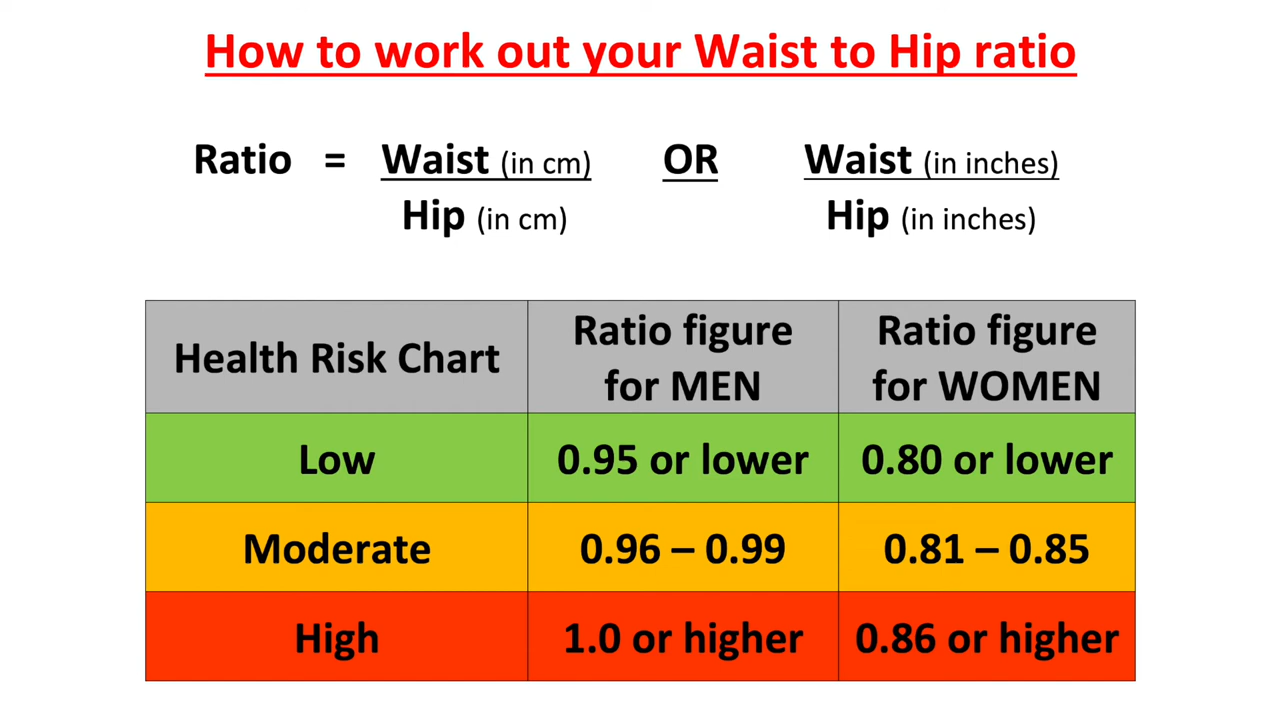 How to work out your Waist to Hip ratio
Ratio = Waist (in cm) OR Waist (in inches)
Hip (in cm) Hip (in inches)
Health Risk Chart
Ratio figure
for MEN
Ratio figure
for WOMEN
Low 0.95 or lower 0.80 or lower
Moderate 0.96 – 0.99 0.81 – 0.85
High 1.0 or higher 0.86 or higher